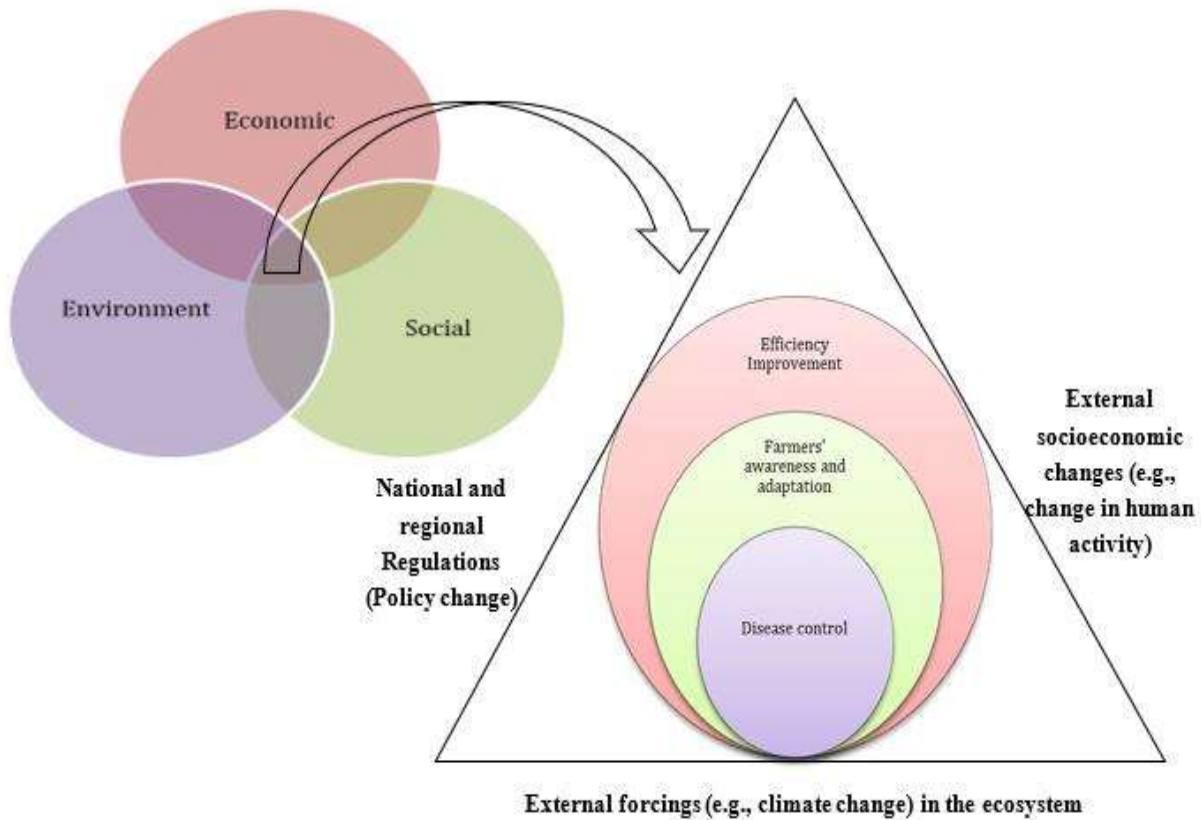 Economic
Environment
Social
Efficiency
Improvement
Farmers'
awareness and
adaptation
Disease control
National and
regional
Regulations
(Policy change)
External
socioeconomic
changes (e.g.,
change in human
activity)
External forcings (e.g., climate change) in the ecosystem